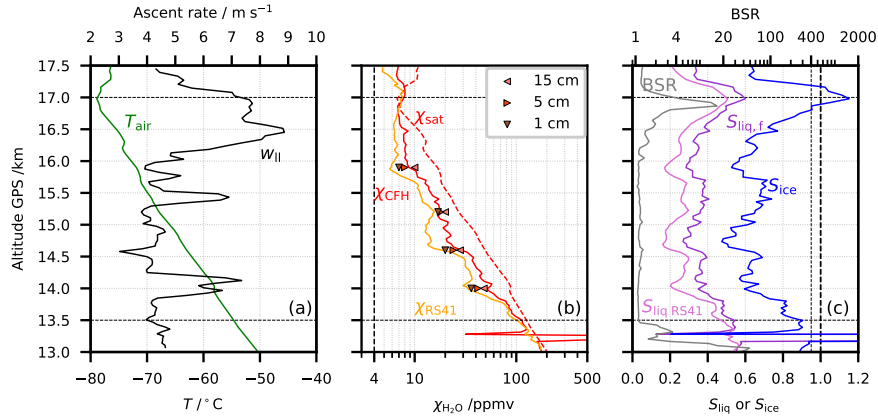 Ascent rate / m s⁻¹
BSR
2 3 4 5 6 7 8 9 10
1 4 20 40 100 400 2000
17.5
17.0
16.5
16.0
15.5
15.0
14.5
14.0
13.5
13.0
Altitude GPS /km
T_air
w_ll
(a)
−80 −70 −60 −50 −40
T / °C
15 cm
5 cm
1 cm
χ_sat
χ_CFH
χ_RS41
(b)
4 10 100 500
χ_H₂O /ppmv
BSR
S_liq, f
S_ice
S_liq RS41
(c)
0.0 0.2 0.4 0.6 0.8 1.0 1.2
S_liq or S_ice